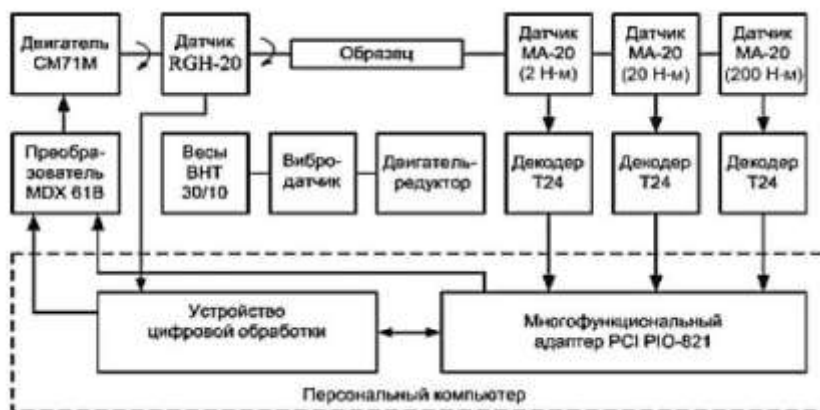 Двигатель
СМ71М
Датчик
RGH-20
Образец
Датчик
МА-20
(2 Н-м)
Датчик
МА-20
(20 Н-м)
Датчик
МА-20
(200 Н-м)
Преобра-
зователь
MDX 61B
Весы
ВНТ
30/10
Вибро-
датчик
Двигатель-
редуктор
Декодер
Т24
Декодер
Т24
Декодер
Т24
Устройство
цифровой обработки
Многофункциональный
адаптер PCI PIO-821
Персональный компьютер